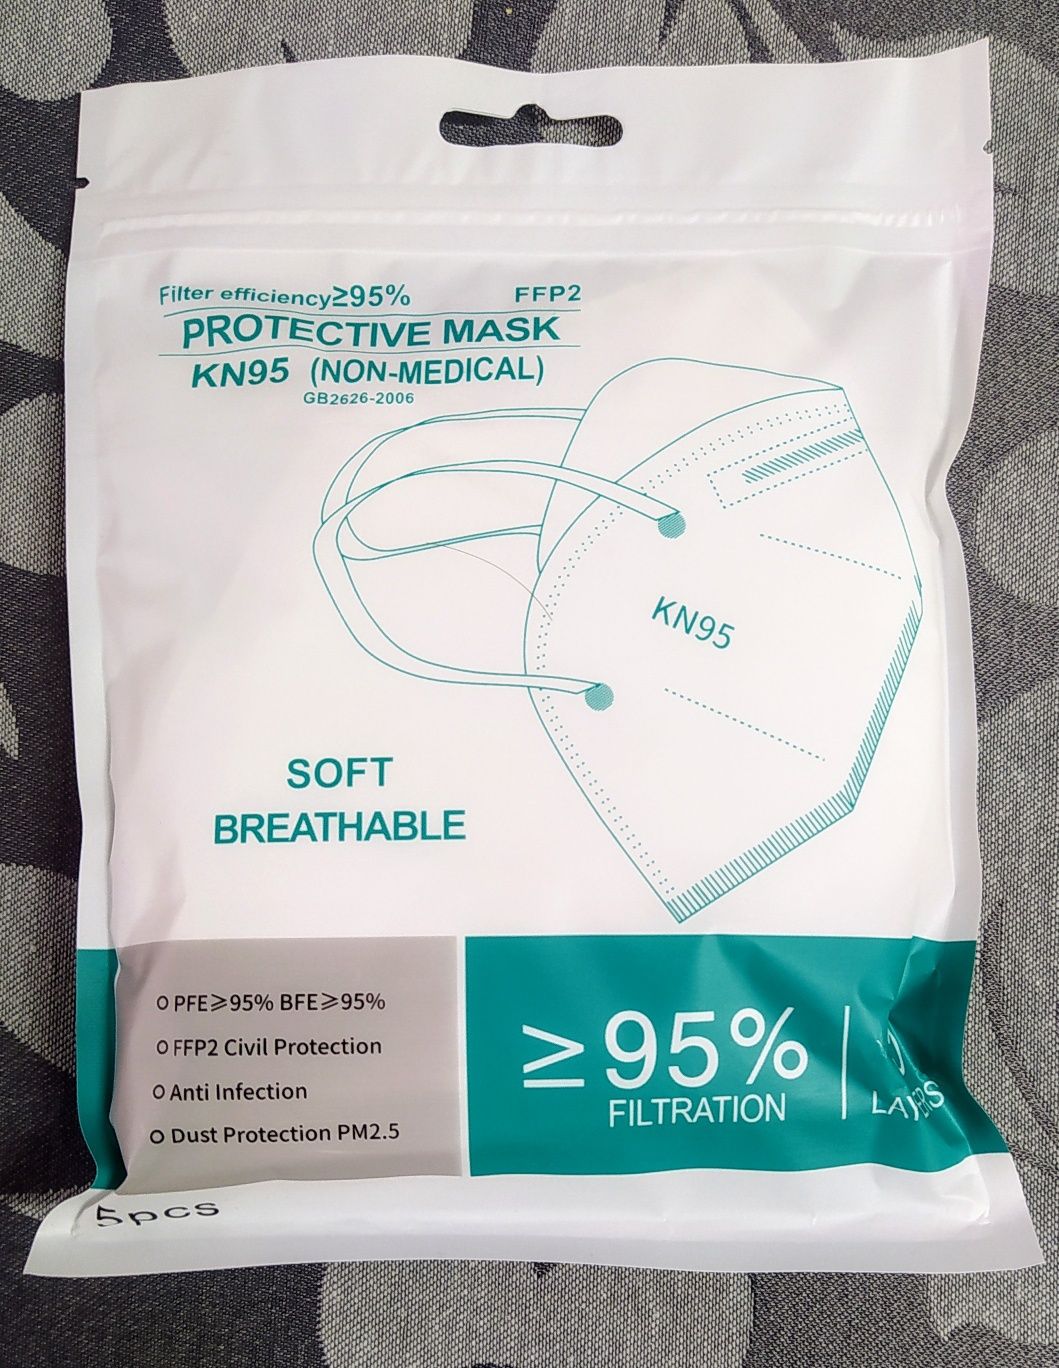 Filter efficiency≥95% FFP2
PROTECTIVE MASK
KN95 (NON-MEDICAL)
GB2626-2006
KN95
SOFT
BREATHABLE
O PFE≥95% BFE≥95%
O FFP2 Civil Protection
O Anti Infection
O Dust Protection PM2.5
≥95%
FILTRATION
LAYERS
5pcs